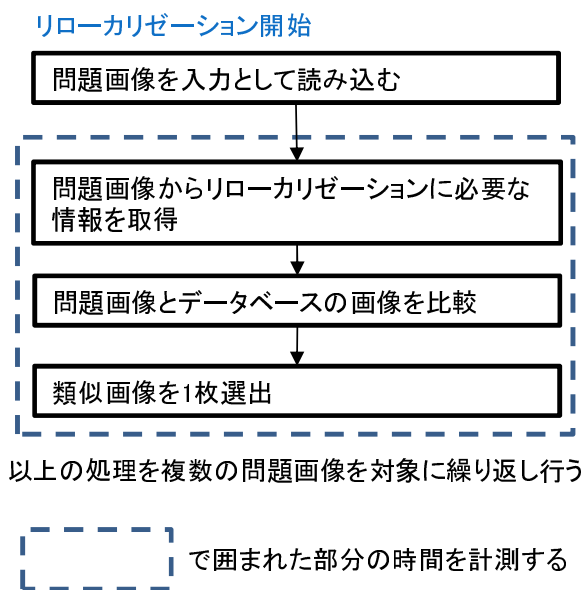 リローカリゼーション開始
問題画像を入力として読み込む
問題画像からリローカリゼーションに必要な
情報を取得
問題画像とデータベースの画像を比較
類似画像を1枚選出
以上の処理を複数の問題画像を対象に繰り返し行う
で囲まれた部分の時間を計測する